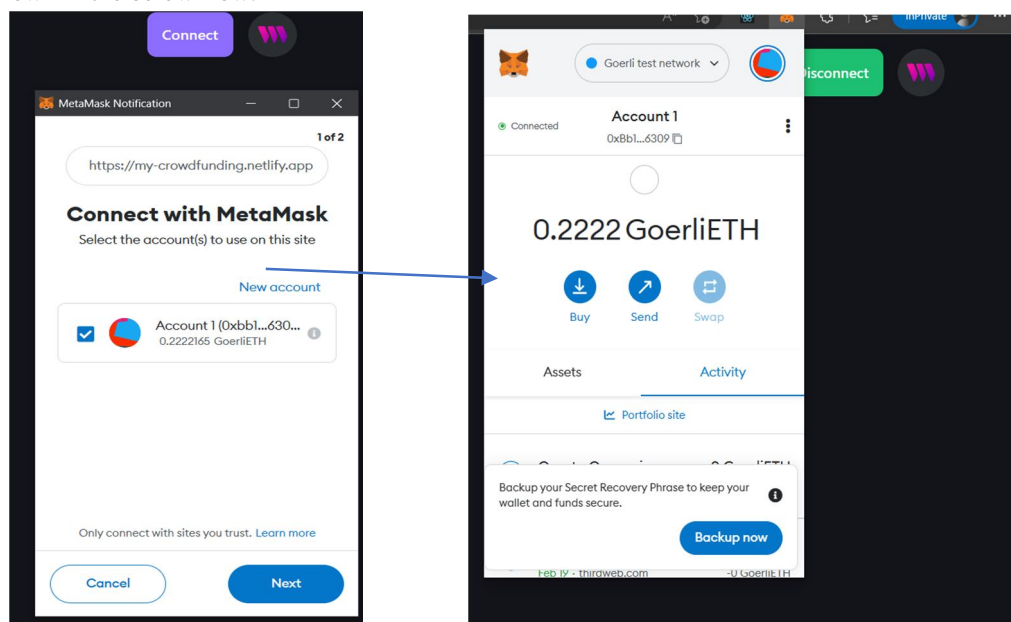 Connect
MetaMask Notification
1 of 2
https://my-crowdfunding.netlify.app
Connect with MetaMask
Select the account(s) to use on this site
New account
Account 1 (0xbb1...630...
0.2222165 GoerliETH
Only connect with sites you trust. Learn more
Cancel
Next
InPrivate
Goerli test network
Disconnect
Connected
Account 1
0xBb1...6309
0.2222 GoerliETH
Buy
Send
Swap
Assets
Activity
Portfolio site
Backup your Secret Recovery Phrase to keep your
wallet and funds secure.
Backup now
Feb 19 · thirdweb.com
-0 GoerliETH